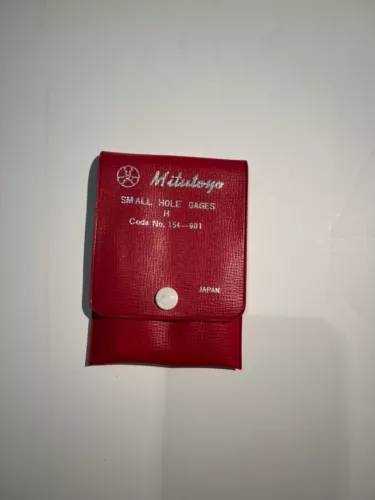 Mitutoyo
SMALL HOLE GAGES
H
Code No. 154-901
JAPAN